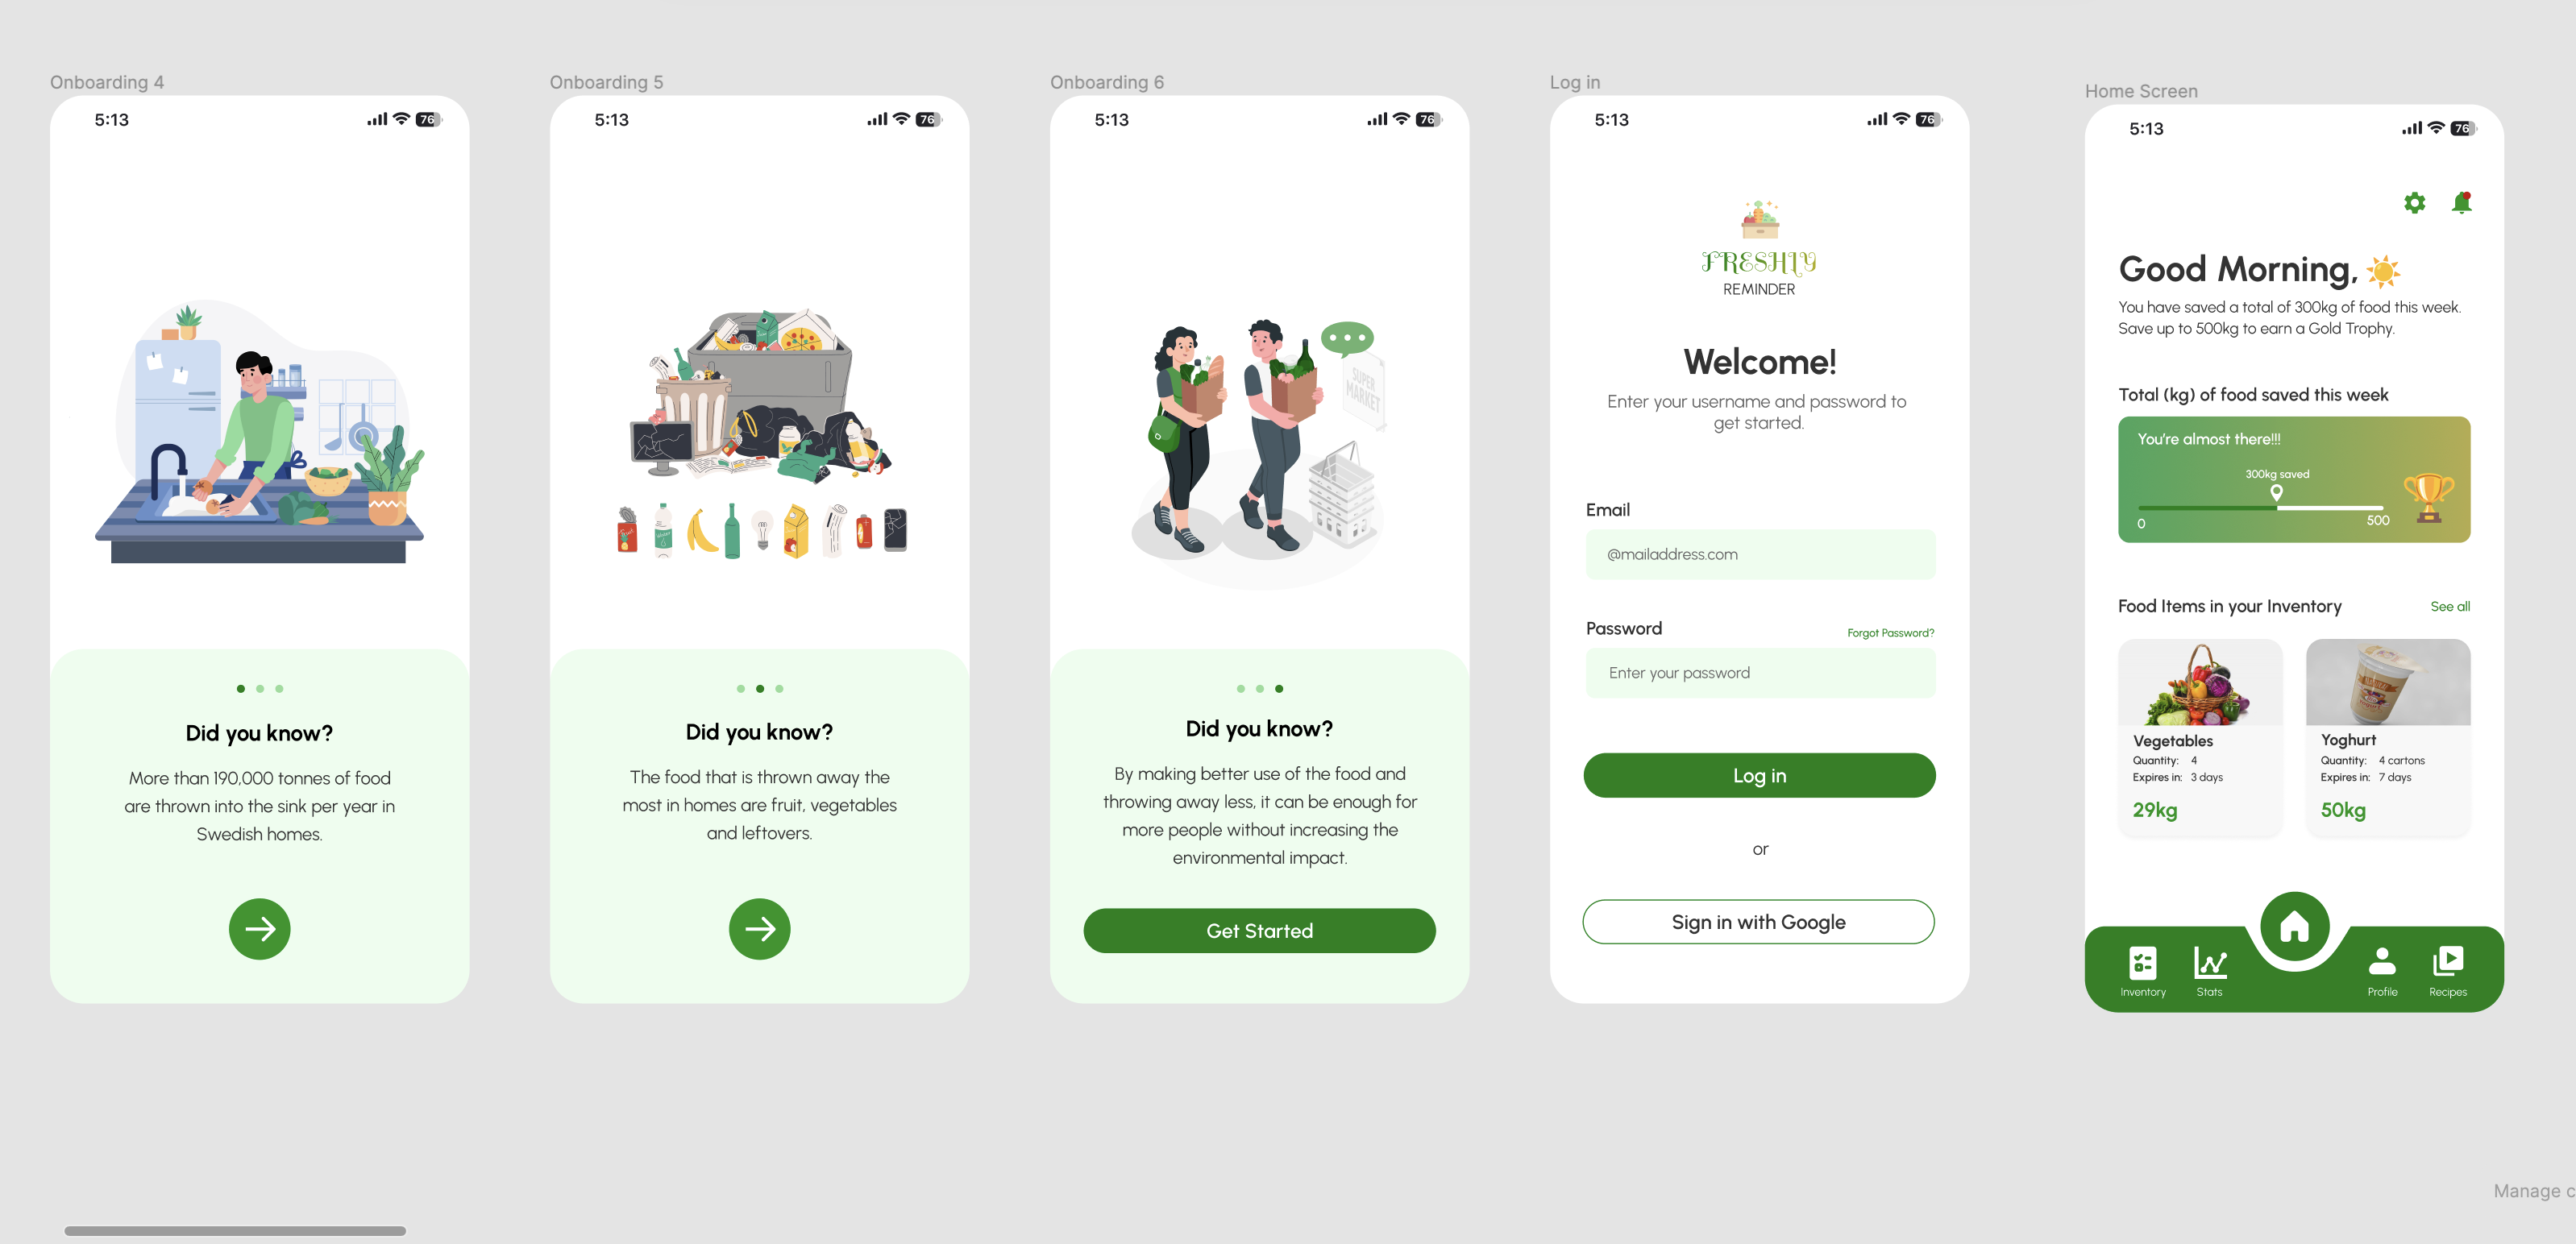 Onboarding 4
5:13
76
Did you know?
More than 190,000 tonnes of food
are thrown into the sink per year in
Swedish homes.
Onboarding 5
5:13
76
Did you know?
The food that is thrown away the
most in homes are fruit, vegetables
and leftovers.
Onboarding 6
5:13
76
SUPER
MARKET
Did you know?
By making better use of the food and
throwing away less, it can be enough for
more people without increasing the
environmental impact.
Get Started
Log in
5:13
76
FRESHLY
REMINDER
Welcome!
Enter your username and password to
get started.
Email
@mailaddress.com
Password
Forgot Password?
Enter your password
Log in
or
Sign in with Google
Home Screen
5:13
76
Good Morning,
You have saved a total of 300kg of food this week.
Save up to 500kg to earn a Gold Trophy.
Total (kg) of food saved this week
You're almost there!!!
300kg saved
0
500
Food Items in your Inventory
See all
Vegetables
Quantity: 4
Expires in: 3 days
29kg
Yoghurt
Quantity: 4 cartons
Expires in: 7 days
50kg
Inventory
Stats
Profile
Recipes
Manage c